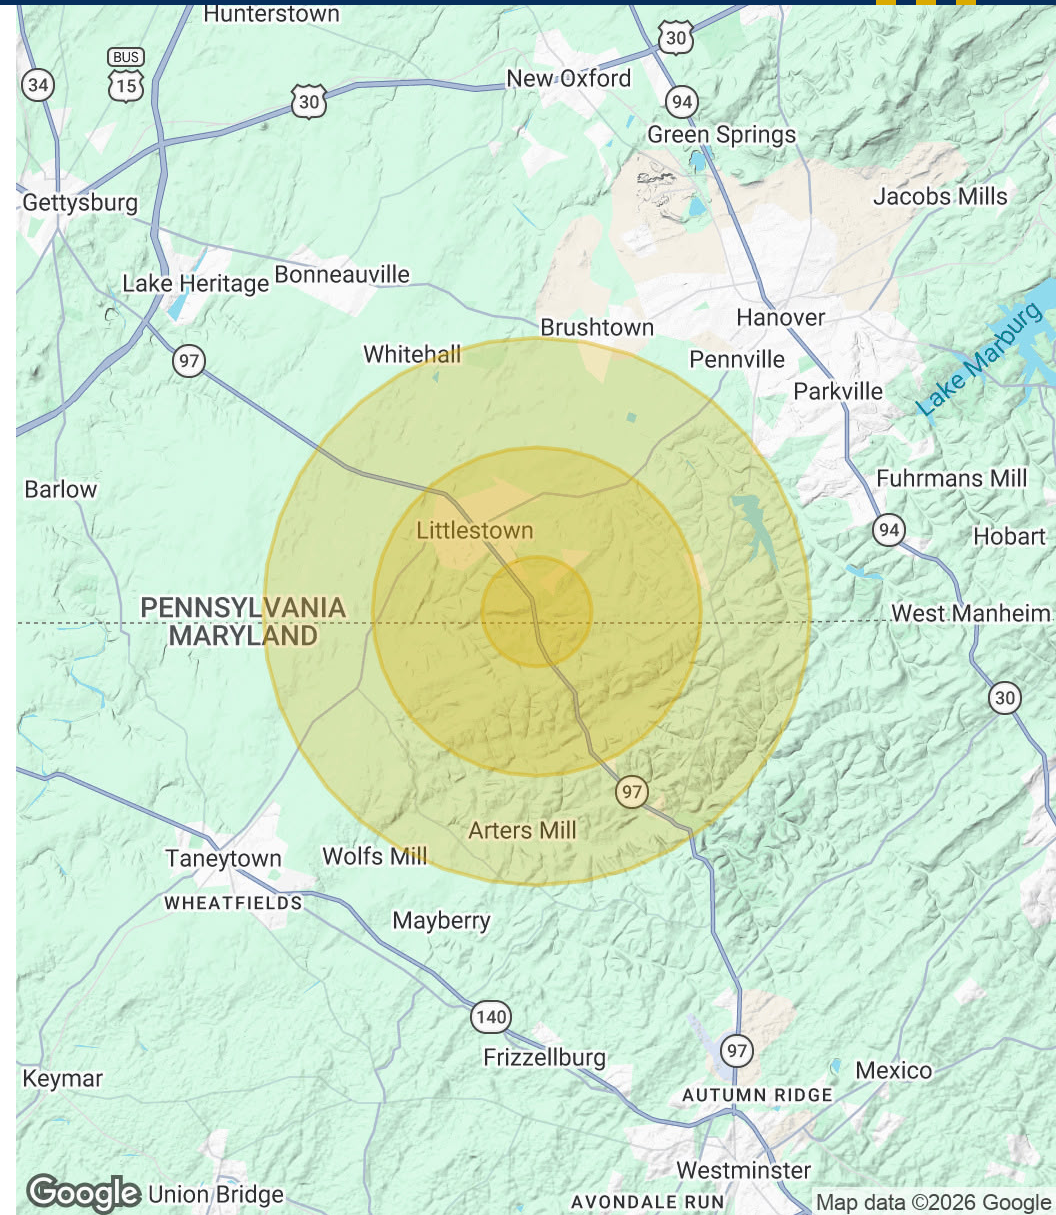 Hunterstown
BUS
15
34
30
30
New Oxford
94
Green Springs
Gettysburg
Jacobs Mills
Lake Heritage
Bonneauville
Brushtown
Hanover
Lake Marburg
Whitehall
97
Pennville
Parkville
Barlow
Fuhrmans Mill
Littlestown
94
Hobart
PENNSYLVANIA
MARYLAND
West Manheim
30
97
Arters Mill
Taneytown
Wolfs Mill
WHEATFIELDS
Mayberry
140
Frizzellburg
97
Keymar
Mexico
AUTUMN RIDGE
Westminster
Google
Union Bridge
AVONDALE RUN
Map data ©2026 Google